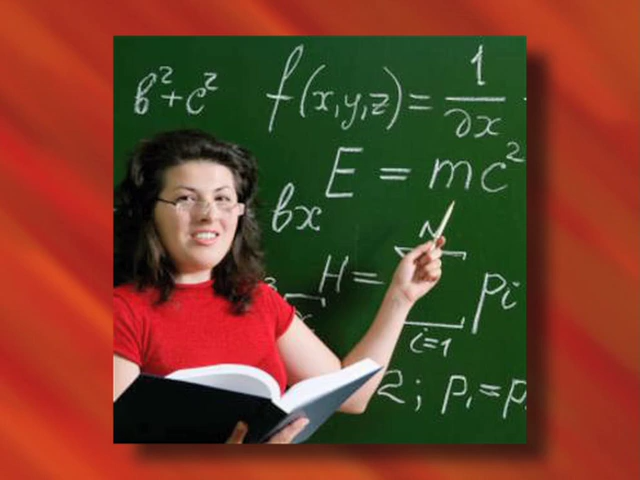 b²+c²
f(x,y,z)= 1/∂x
E = mc²
bx
H=
N
pi
i=1
2; p₁=p